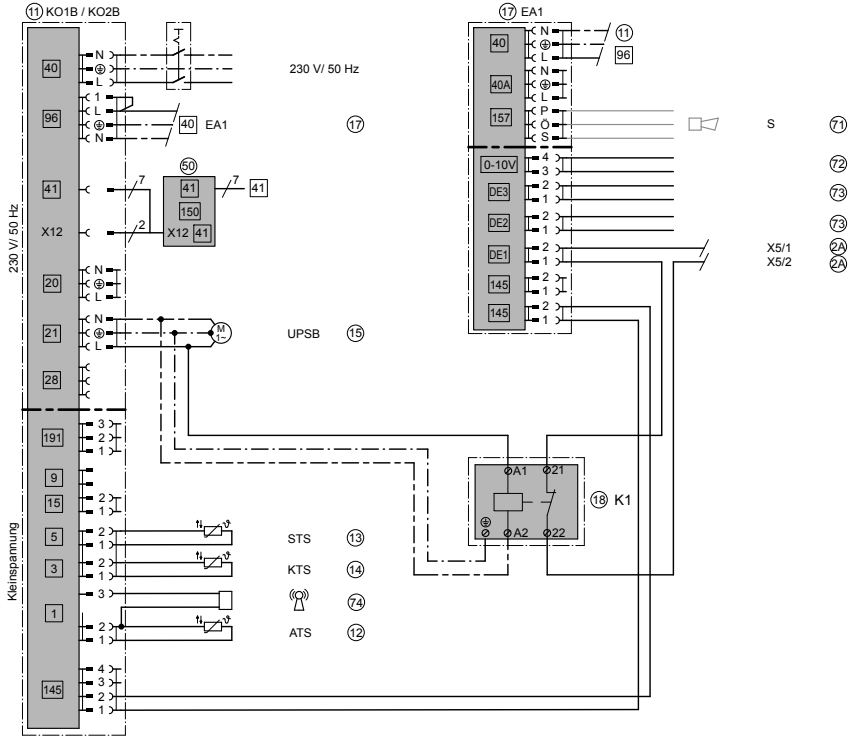 11 KO1B / KO2B
230 V/ 50 Hz
40
N
L
230 V/ 50 Hz
96
1
L
N
40 EA1
17
50
41
7
41
7
41
150
X12
2
X12 41
20
N
L
21
N
L
M
1~
UPSB
15
28
Kleinspannung
191
3
2
1
9
15
2
1
5
2
1
STS
13
3
2
1
KTS
14
1
3
74
2
1
ATS
12
145
4
3
2
1
17 EA1
40
N
L
11
96
40A
N
L
157
P
Ö
S
S
71
0-10V
4
3
72
DE3
2
1
73
DE2
2
1
73
DE1
2
1
X5/1
2A
X5/2
2A
145
2
1
145
2
1
A1
21
18 K1
A2
22
ϑ
ϑ
ϑ